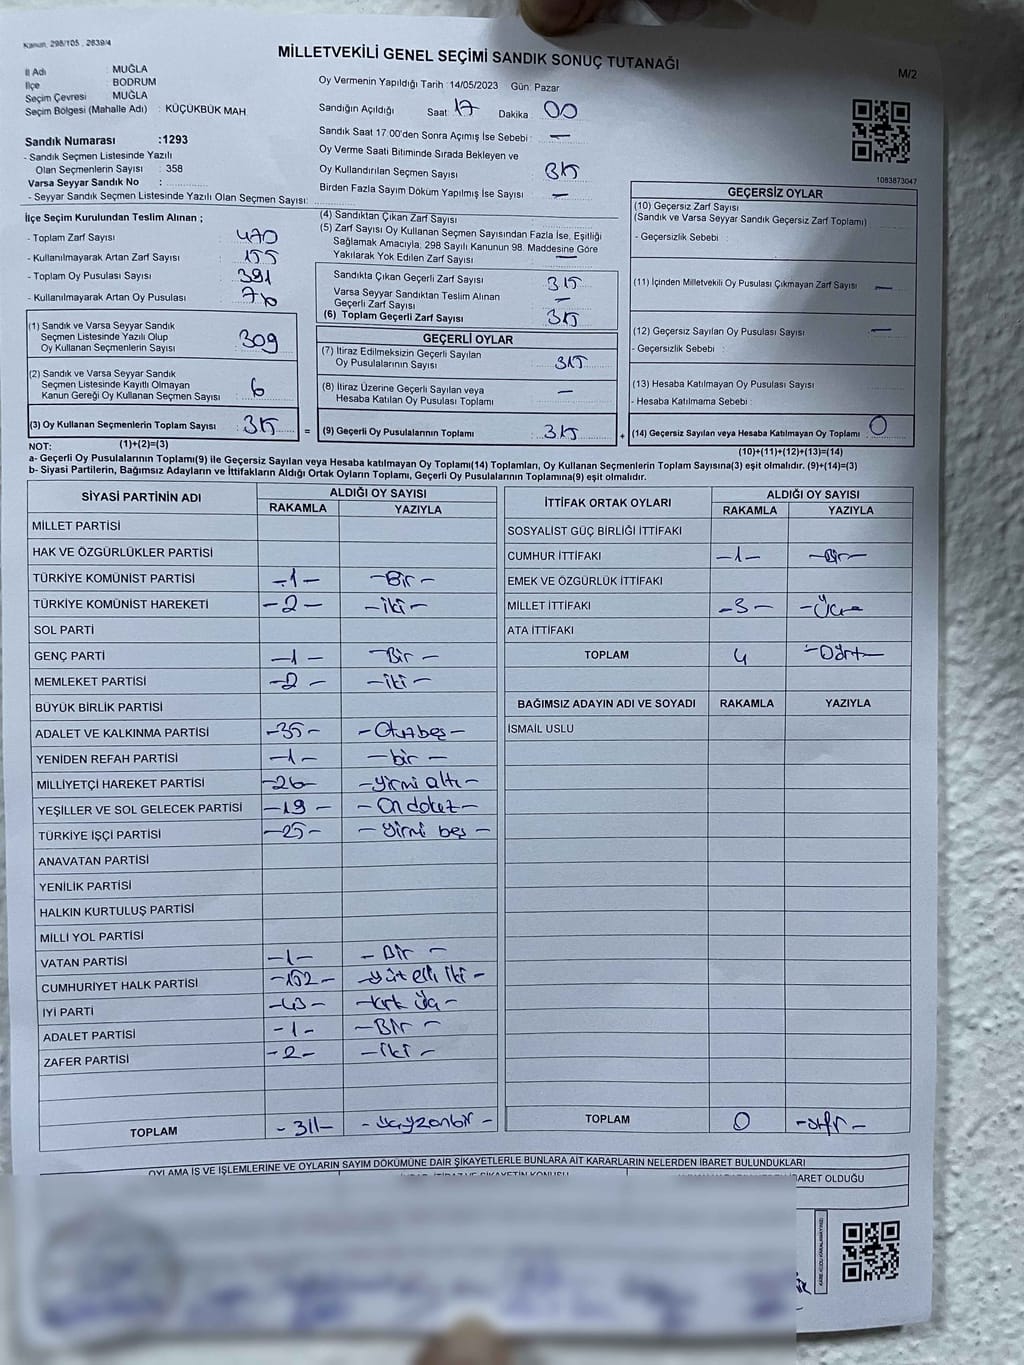 Kanun, 298/105 , 2839/4
MİLLETVEKİLİ GENEL SEÇİMİ SANDIK SONUÇ TUTANAĞI
M/2
İl Adı : MUĞLA
İlçe : BODRUM
Seçim Çevresi : MUĞLA
Seçim Bölgesi (Mahalle Adı) : KÜÇÜKBÜK MAH
Oy Vermenin Yapıldığı Tarih : 14/05/2023 Gün: Pazar
Sandığın Açıldığı Saat 17 Dakika 00
Sandık Saat 17:00'den Sonra Açımış İse Sebebi : —
Oy Verme Saati Bitiminde Sırada Bekleyen ve
Oy Kullandırılan Seçmen Sayısı
Birden Fazla Sayım Döküm Yapılmış İse Sayısı —
1083873047
Sandık Numarası :1293
- Sandık Seçmen Listesinde Yazılı
Olan Seçmenlerin Sayısı : 358
Varsa Seyyar Sandık No :
- Seyyar Sandık Seçmen Listesinde Yazılı Olan Seçmen Sayısı:
İlçe Seçim Kurulundan Teslim Alınan ;
- Toplam Zarf Sayısı : 470
- Kullanılmayarak Artan Zarf Sayısı : 155
- Toplam Oy Pusulası Sayısı : 391
- Kullanılmayarak Artan Oy Pusulası :
(1) Sandık ve Varsa Seyyar Sandık
Seçmen Listesinde Yazılı Olup
Oy Kullanan Seçmenlerin Sayısı : 309
(2) Sandık ve Varsa Seyyar Sandık
Seçmen Listesinde Kayıtlı Olmayan
Kanun Gereği Oy Kullanan Seçmen Sayısı : 6
(3) Oy Kullanan Seçmenlerin Toplam Sayısı : 315
(1)+(2)=(3)
(4) Sandıktan Çıkan Zarf Sayısı
(5) Zarf Sayısı Oy Kullanan Seçmen Sayısından Fazla İse, Eşitliği
Sağlamak Amacıyla, 298 Sayılı Kanunun 98. Maddesine Göre
Yakılarak Yok Edilen Zarf Sayısı —
Sandıkta Çıkan Geçerli Zarf Sayısı 315
Varsa Seyyar Sandıktan Teslim Alınan
Geçerli Zarf Sayısı —
(6) Toplam Geçerli Zarf Sayısı 315
GEÇERLİ OYLAR
(7) İtiraz Edilmeksizin Geçerli Sayılan
Oy Pusulalarının Sayısı : 315
(8) İtiraz Üzerine Geçerli Sayılan veya
Hesaba Katılan Oy Pusulası Toplamı : —
= (9) Geçerli Oy Pusulalarının Toplamı : 315
GEÇERSİZ OYLAR
(10) Geçersiz Zarf Sayısı
(Sandık ve Varsa Seyyar Sandık Geçersiz Zarf Toplamı)
- Geçersizlik Sebebi :
(11) İçinden Milletvekili Oy Pusulası Çıkmayan Zarf Sayısı : —
(12) Geçersiz Sayılan Oy Pusulası Sayısı : —
- Geçersizlik Sebebi :
(13) Hesaba Katılmayan Oy Pusulası Sayısı
- Hesaba Katılmama Sebebi :
+ (14) Geçersiz Sayılan veya Hesaba Katılmayan Oy Toplamı : 0
(10)+(11)+(12)+(13)=(14)
NOT:
a- Geçerli Oy Pusulalarının Toplamı(9) ile Geçersiz Sayılan veya Hesaba katılmayan Oy Toplamı(14) Toplamları, Oy Kullanan Seçmenlerin Toplam Sayısına(3) eşit olmalıdır. (9)+(14)=(3)
b- Siyasi Partilerin, Bağımsız Adayların ve İttifakların Aldığı Ortak Oyların Toplamı, Geçerli Oy Pusulalarının Toplamına(9) eşit olmalıdır.
SİYASİ PARTİNİN ADI ALDIĞI OY SAYISI
RAKAMLA YAZIYLA
MİLLET PARTİSİ
HAK VE ÖZGÜRLÜKLER PARTİSİ
TÜRKİYE KOMÜNİST PARTİSİ -1- -Bir-
TÜRKİYE KOMÜNİST HAREKETİ -2- -iki-
SOL PARTİ
GENÇ PARTİ -1- -Bir-
MEMLEKET PARTİSİ -2- -iki-
BÜYÜK BİRLİK PARTİSİ
ADALET VE KALKINMA PARTİSİ -35- -Otuzbeş-
YENİDEN REFAH PARTİSİ -1- -bir-
MİLLİYETÇİ HAREKET PARTİSİ -26- -yirmi altı-
YEŞİLLER VE SOL GELECEK PARTİSİ -19- -On dokuz-
TÜRKİYE İŞÇİ PARTİSİ -25- -yirmi beş-
ANAVATAN PARTİSİ
YENİLİK PARTİSİ
HALKIN KURTULUŞ PARTİSİ
MİLLİ YOL PARTİSİ
VATAN PARTİSİ -1- -Bir-
CUMHURİYET HALK PARTİSİ -152- -yüz elli iki-
İYİ PARTİ -43- -kırk üç-
ADALET PARTİSİ -1- -Bir-
ZAFER PARTİSİ -2- -iki-
TOPLAM -311- -üçyüzonbir-
İTTİFAK ORTAK OYLARI ALDIĞI OY SAYISI
RAKAMLA YAZIYLA
SOSYALİST GÜÇ BİRLİĞİ İTTİFAKI
CUMHUR İTTİFAKI -1- -Bir-
EMEK VE ÖZGÜRLÜK İTTİFAKI
MİLLET İTTİFAKI -3- -Üç-
ATA İTTİFAKI
TOPLAM 4 -Dört-
BAĞIMSIZ ADAYIN ADI VE SOYADI RAKAMLA YAZIYLA
İSMAİL USLU
TOPLAM 0 -sıfır-
OYLAMA İŞ VE İŞLEMLERİNE VE OYLARIN SAYIM DÖKÜMÜNE DAİR ŞİKAYETLERLE BUNLARA AİT KARARLARIN NELERDEN İBARET BULUNDUKLARI